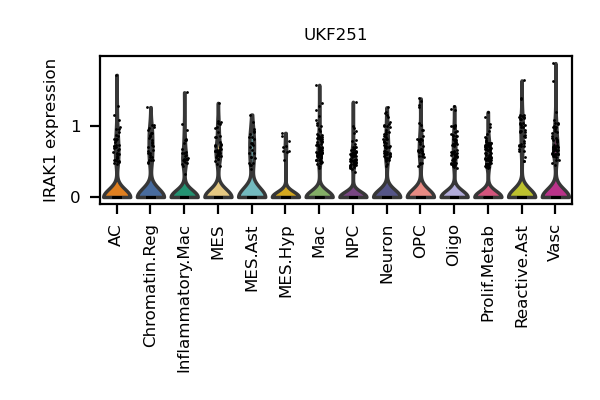 UKF251
IRAK1 expression
1
0
AC
Chromatin.Reg
Inflammatory.Mac
MES
MES.Ast
MES.Hyp
Mac
NPC
Neuron
OPC
Oligo
Prolif.Metab
Reactive.Ast
Vasc